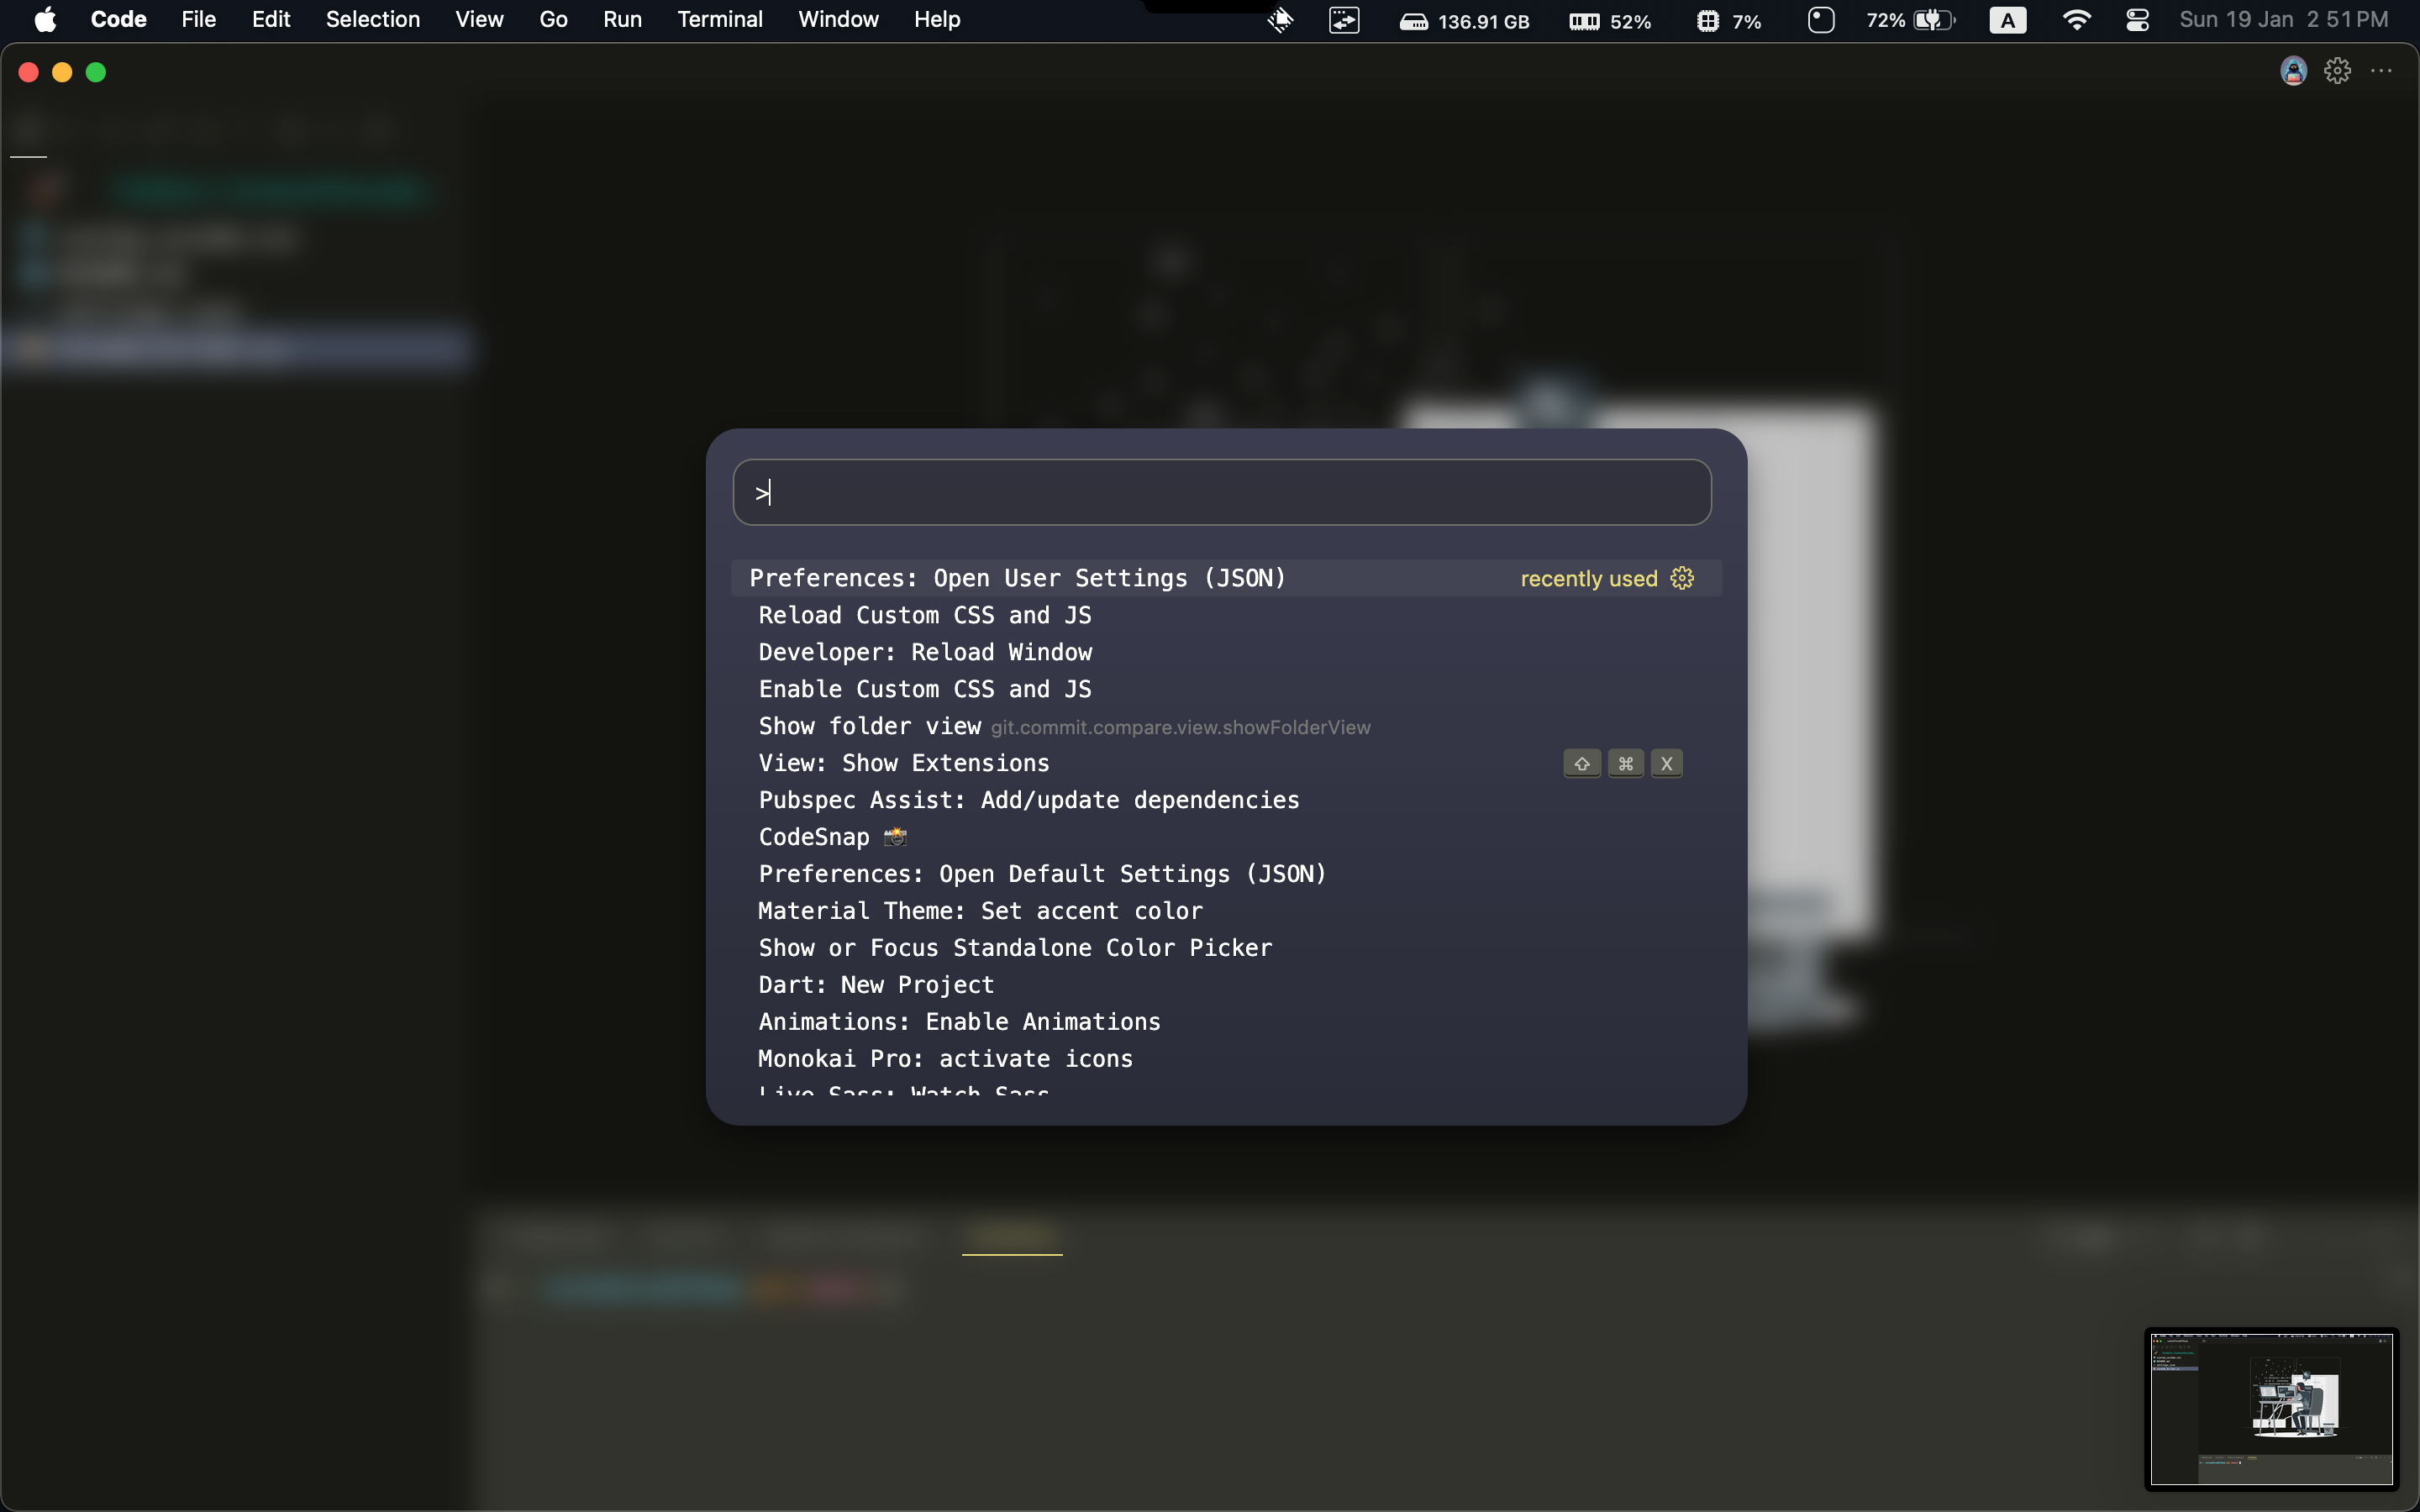 Code File Edit Selection View Go Run Terminal Window Help 136.91 GB 52% 7% 72% A Sun 19 Jan 2 51 PM
>
Preferences: Open User Settings (JSON) recently used
Reload Custom CSS and JS
Developer: Reload Window
Enable Custom CSS and JS
Show folder view git.commit.compare.view.showFolderView
View: Show Extensions ⇧ ⌘ X
Pubspec Assist: Add/update dependencies
CodeSnap 📸
Preferences: Open Default Settings (JSON)
Material Theme: Set accent color
Show or Focus Standalone Color Picker
Dart: New Project
Animations: Enable Animations
Monokai Pro: activate icons
Live Sass: Watch Sass